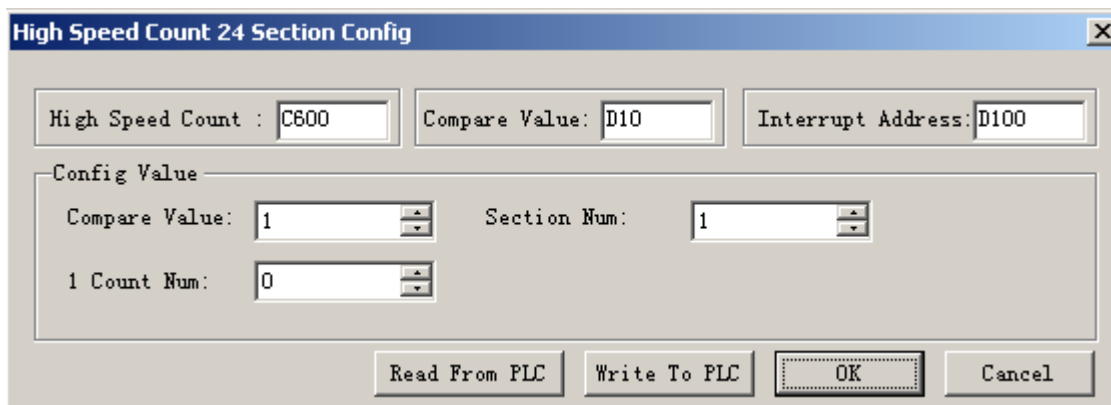 High Speed Count 24 Section Config
High Speed Count : C600 Compare Value: D10 Interrupt Address: D100
Config Value
Compare Value: 1 Section Num: 1
1 Count Num: 0
Read From PLC Write To PLC OK Cancel